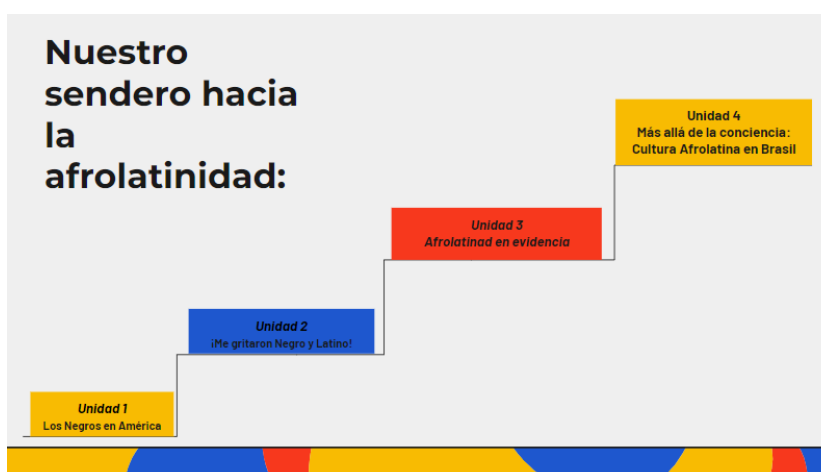 Nuestro
sendero hacia
la
afrolatinidad:
Unidad 4
Más allá de la conciencia:
Cultura Afrolatina en Brasil
Unidad 3
Afrolatinad en evidencia
Unidad 2
¡Me gritaron Negro y Latino!
Unidad 1
Los Negros en América